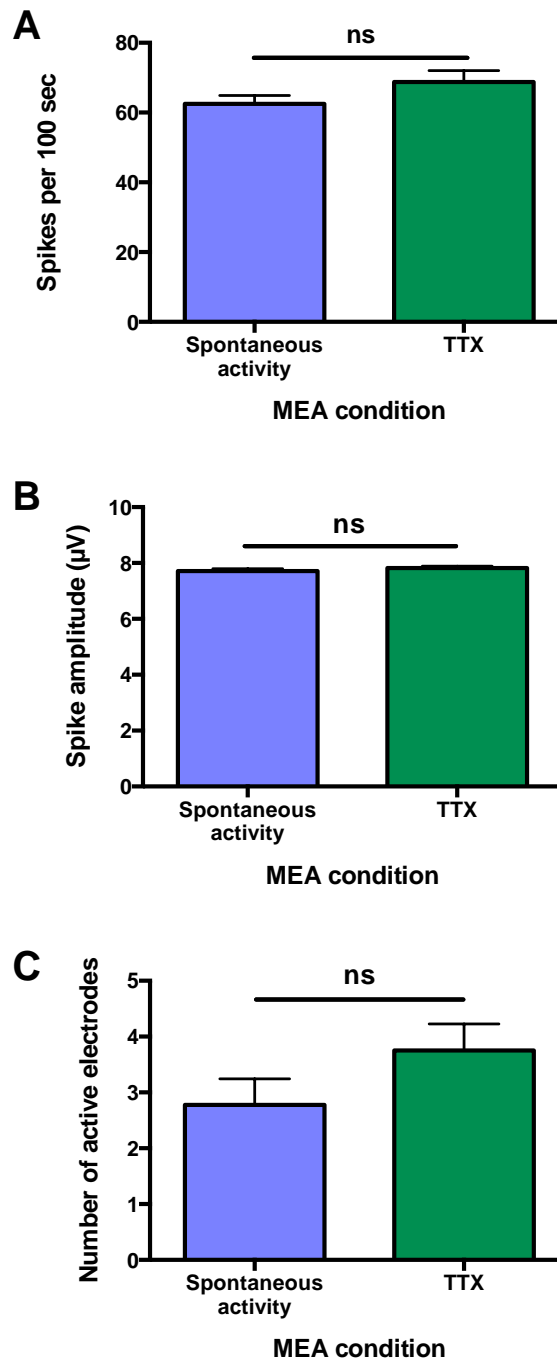 A
ns
Spikes per 100 sec
80
60
40
20
0
Spontaneous
activity
TTX
MEA condition
B
ns
Spike amplitude (µV)
10
8
6
4
2
0
Spontaneous
activity
TTX
MEA condition
C
ns
Number of active electrodes
5
4
3
2
1
0
Spontaneous
activity
TTX
MEA condition